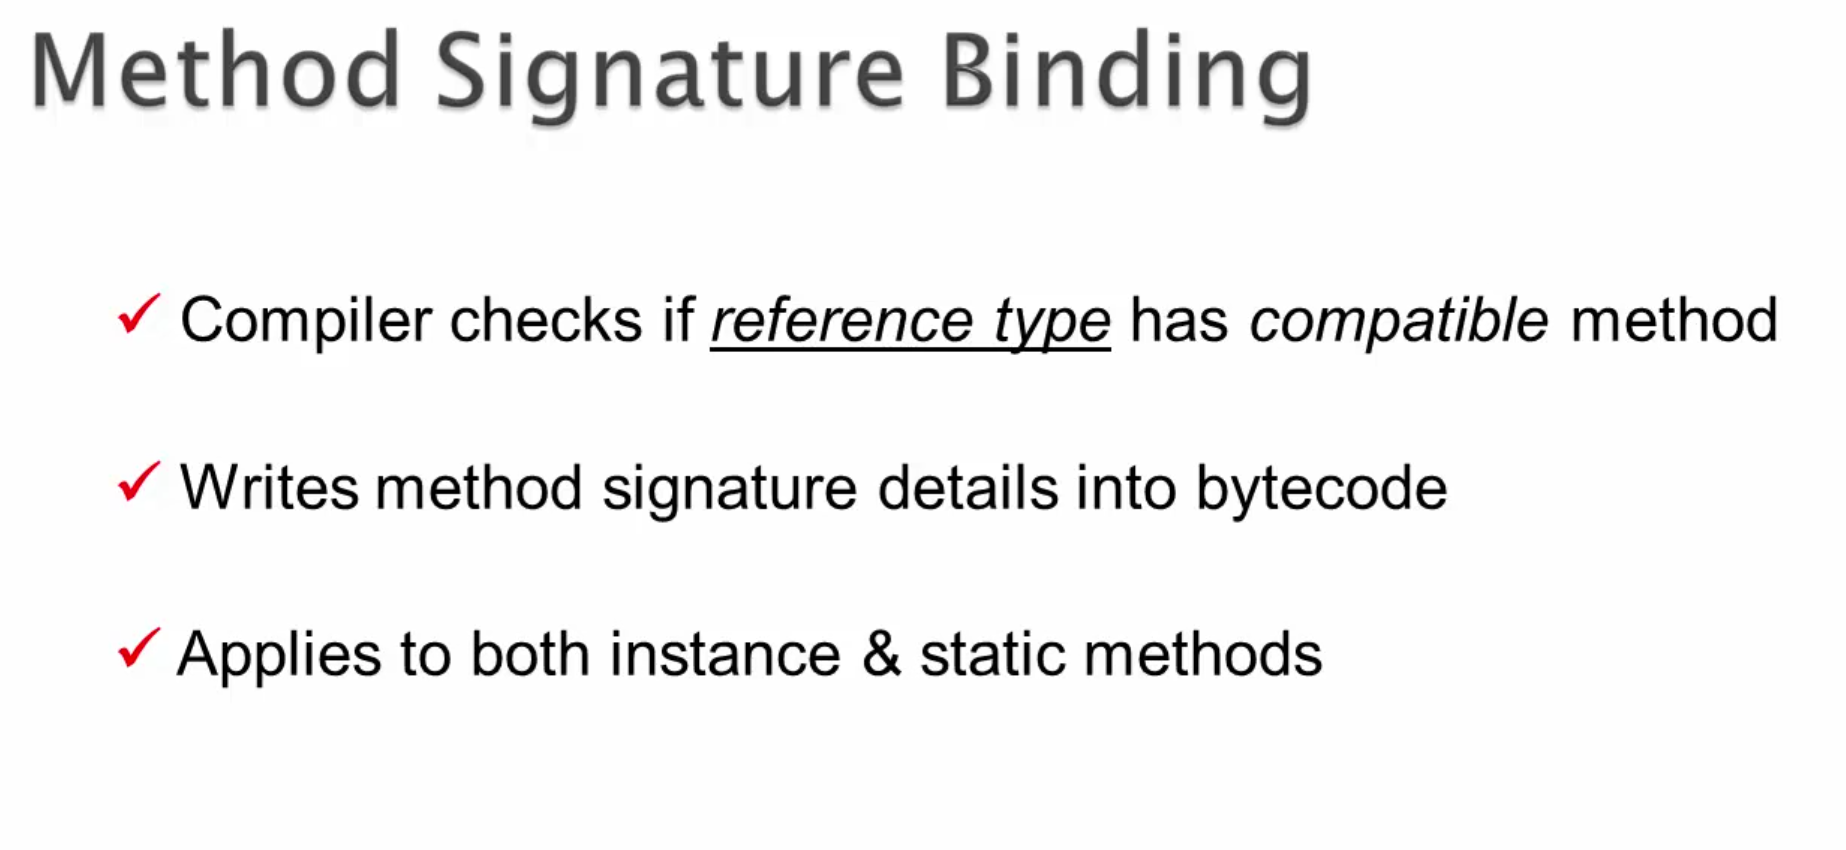 Method Signature Binding
✓ Compiler checks if reference type has compatible method
✓ Writes method signature details into bytecode
✓ Applies to both instance & static methods